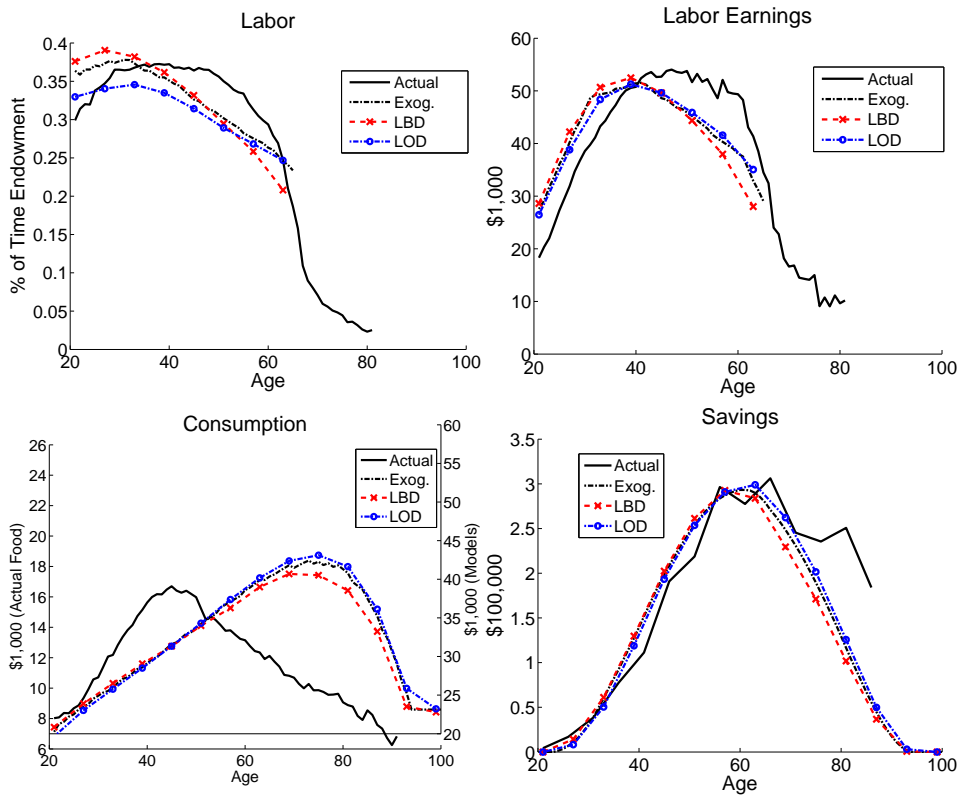 Labor
% of Time Endowment
0.4
0.35
0.3
0.25
0.2
0.15
0.1
0.05
0
20
40
60
80
100
Age
Actual
Exog.
LBD
LOD
Labor Earnings
$1,000
60
50
40
30
20
10
0
20
40
60
80
100
Age
Actual
Exog.
LBD
LOD
Consumption
$1,000 (Actual Food)
26
24
22
20
18
16
14
12
10
8
6
20
40
60
80
100
Age
60
55
50
45
40
35
30
25
20
$1,000 (Models)
Actual
Exog.
LBD
LOD
Savings
$100,000
3.5
3
2.5
2
1.5
1
0.5
0
20
40
60
80
100
Age
Actual
Exog.
LBD
LOD